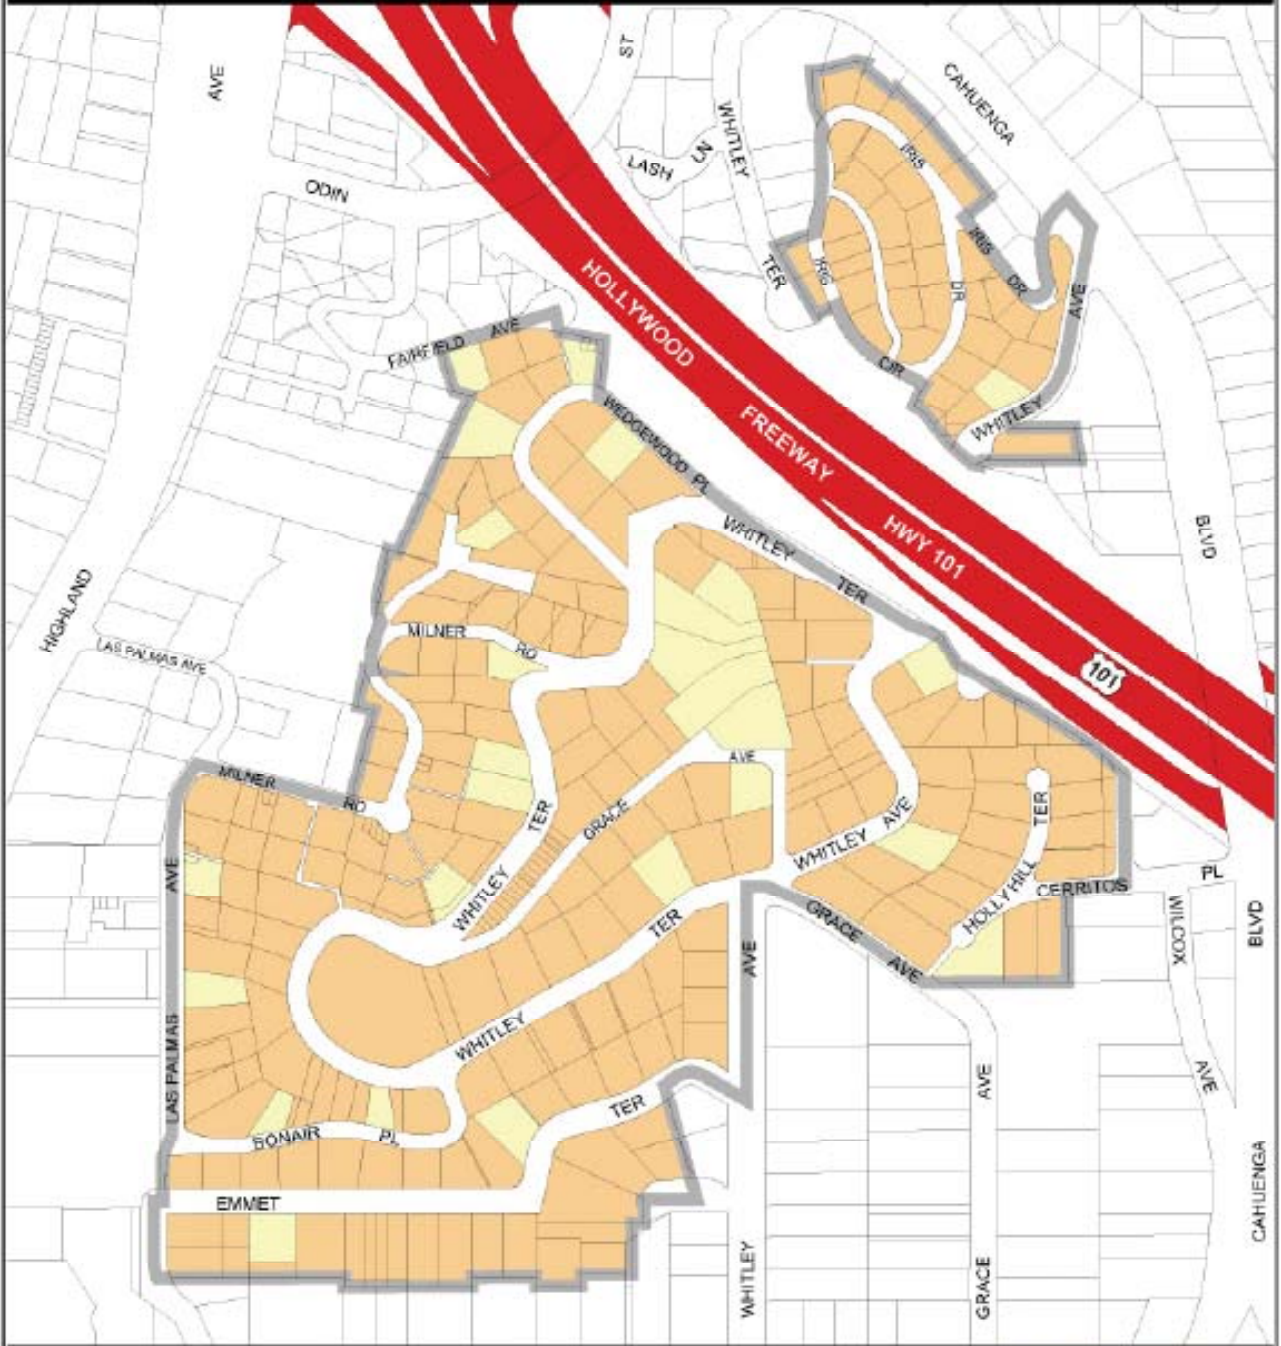 AVE
ST
CAHUENGA
WHITLEY
LASH LN
IRIS
ODIN
IRIS
DR
TER
IRIS
DR
AVE
HOLLYWOOD
FAIRFIELD AVE
CIR
WHITLEY
WEDGEWOOD PL
FREEWAY
HWY 101
BLVD
WHITLEY
TER
HIGHLAND
MILNER
RD
LAS PALMAS AVE
101
AVE
MILNER
RD
TER
GRACE
TER
WHITLEY AVE
AVE
WHITLEY
HOLLY HILL
CERRITOS
PL
GRACE
AVE
TER
AVE
WILCOX
BLVD
WHITLEY
LAS PALMAS
AVE
AVE
TER
BONAIR
PL
EMMET
CAHUENGA
WHITLEY
GRACE